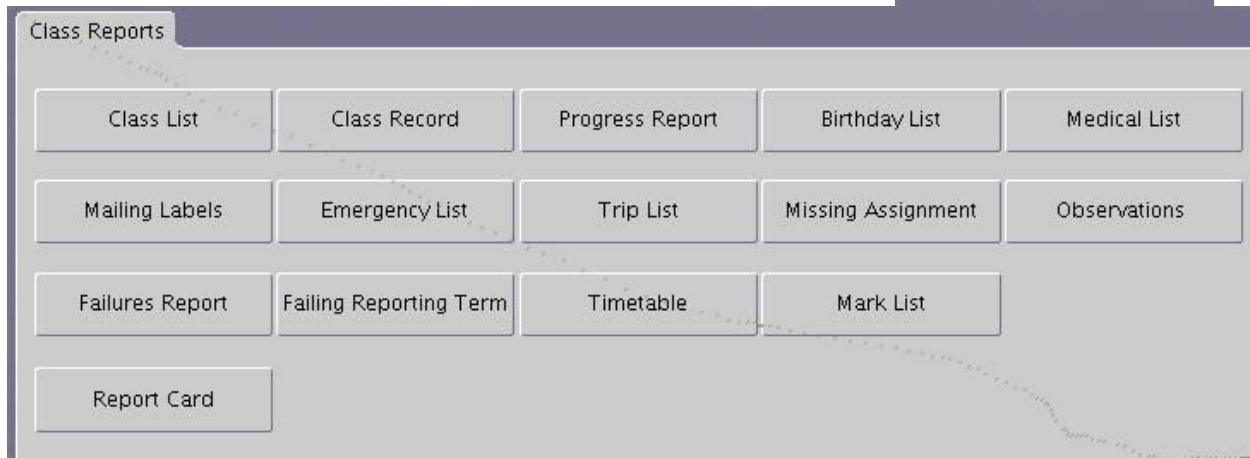 Class Reports
Class List Class Record Progress Report Birthday List Medical List
Mailing Labels Emergency List Trip List Missing Assignment Observations
Failures Report Failing Reporting Term Timetable Mark List
Report Card